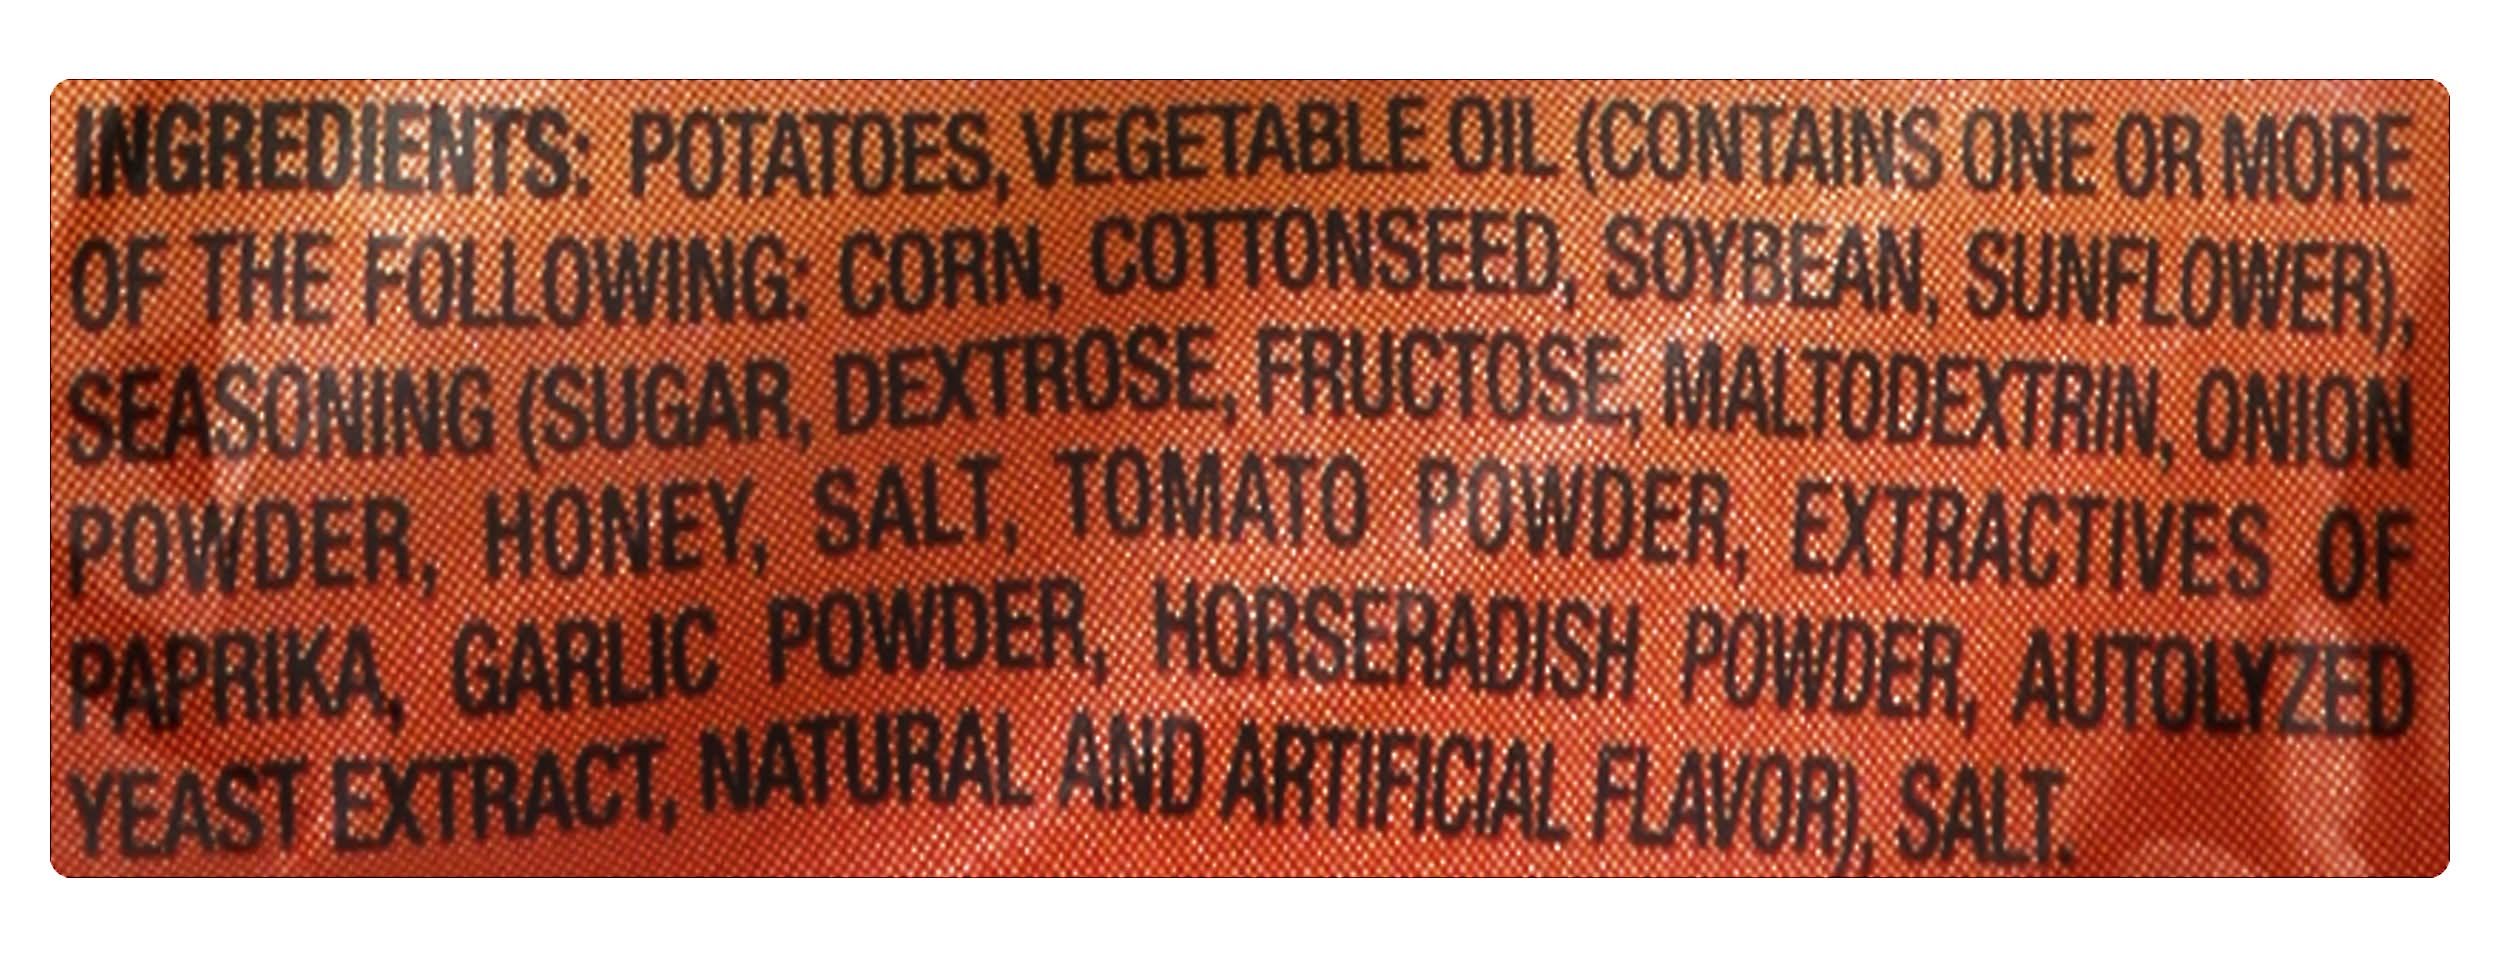 INGREDIENTS: POTATOES, VEGETABLE OIL (CONTAINS ONE OR MORE
OF THE FOLLOWING: CORN, COTTONSEED, SOYBEAN, SUNFLOWER),
SEASONING (SUGAR, DEXTROSE, FRUCTOSE, MALTODEXTRIN, ONION
POWDER, HONEY, SALT, TOMATO POWDER, EXTRACTIVES OF
PAPRIKA, GARLIC POWDER, HORSERADISH POWDER, AUTOLYZED
YEAST EXTRACT, NATURAL AND ARTIFICIAL FLAVOR), SALT.